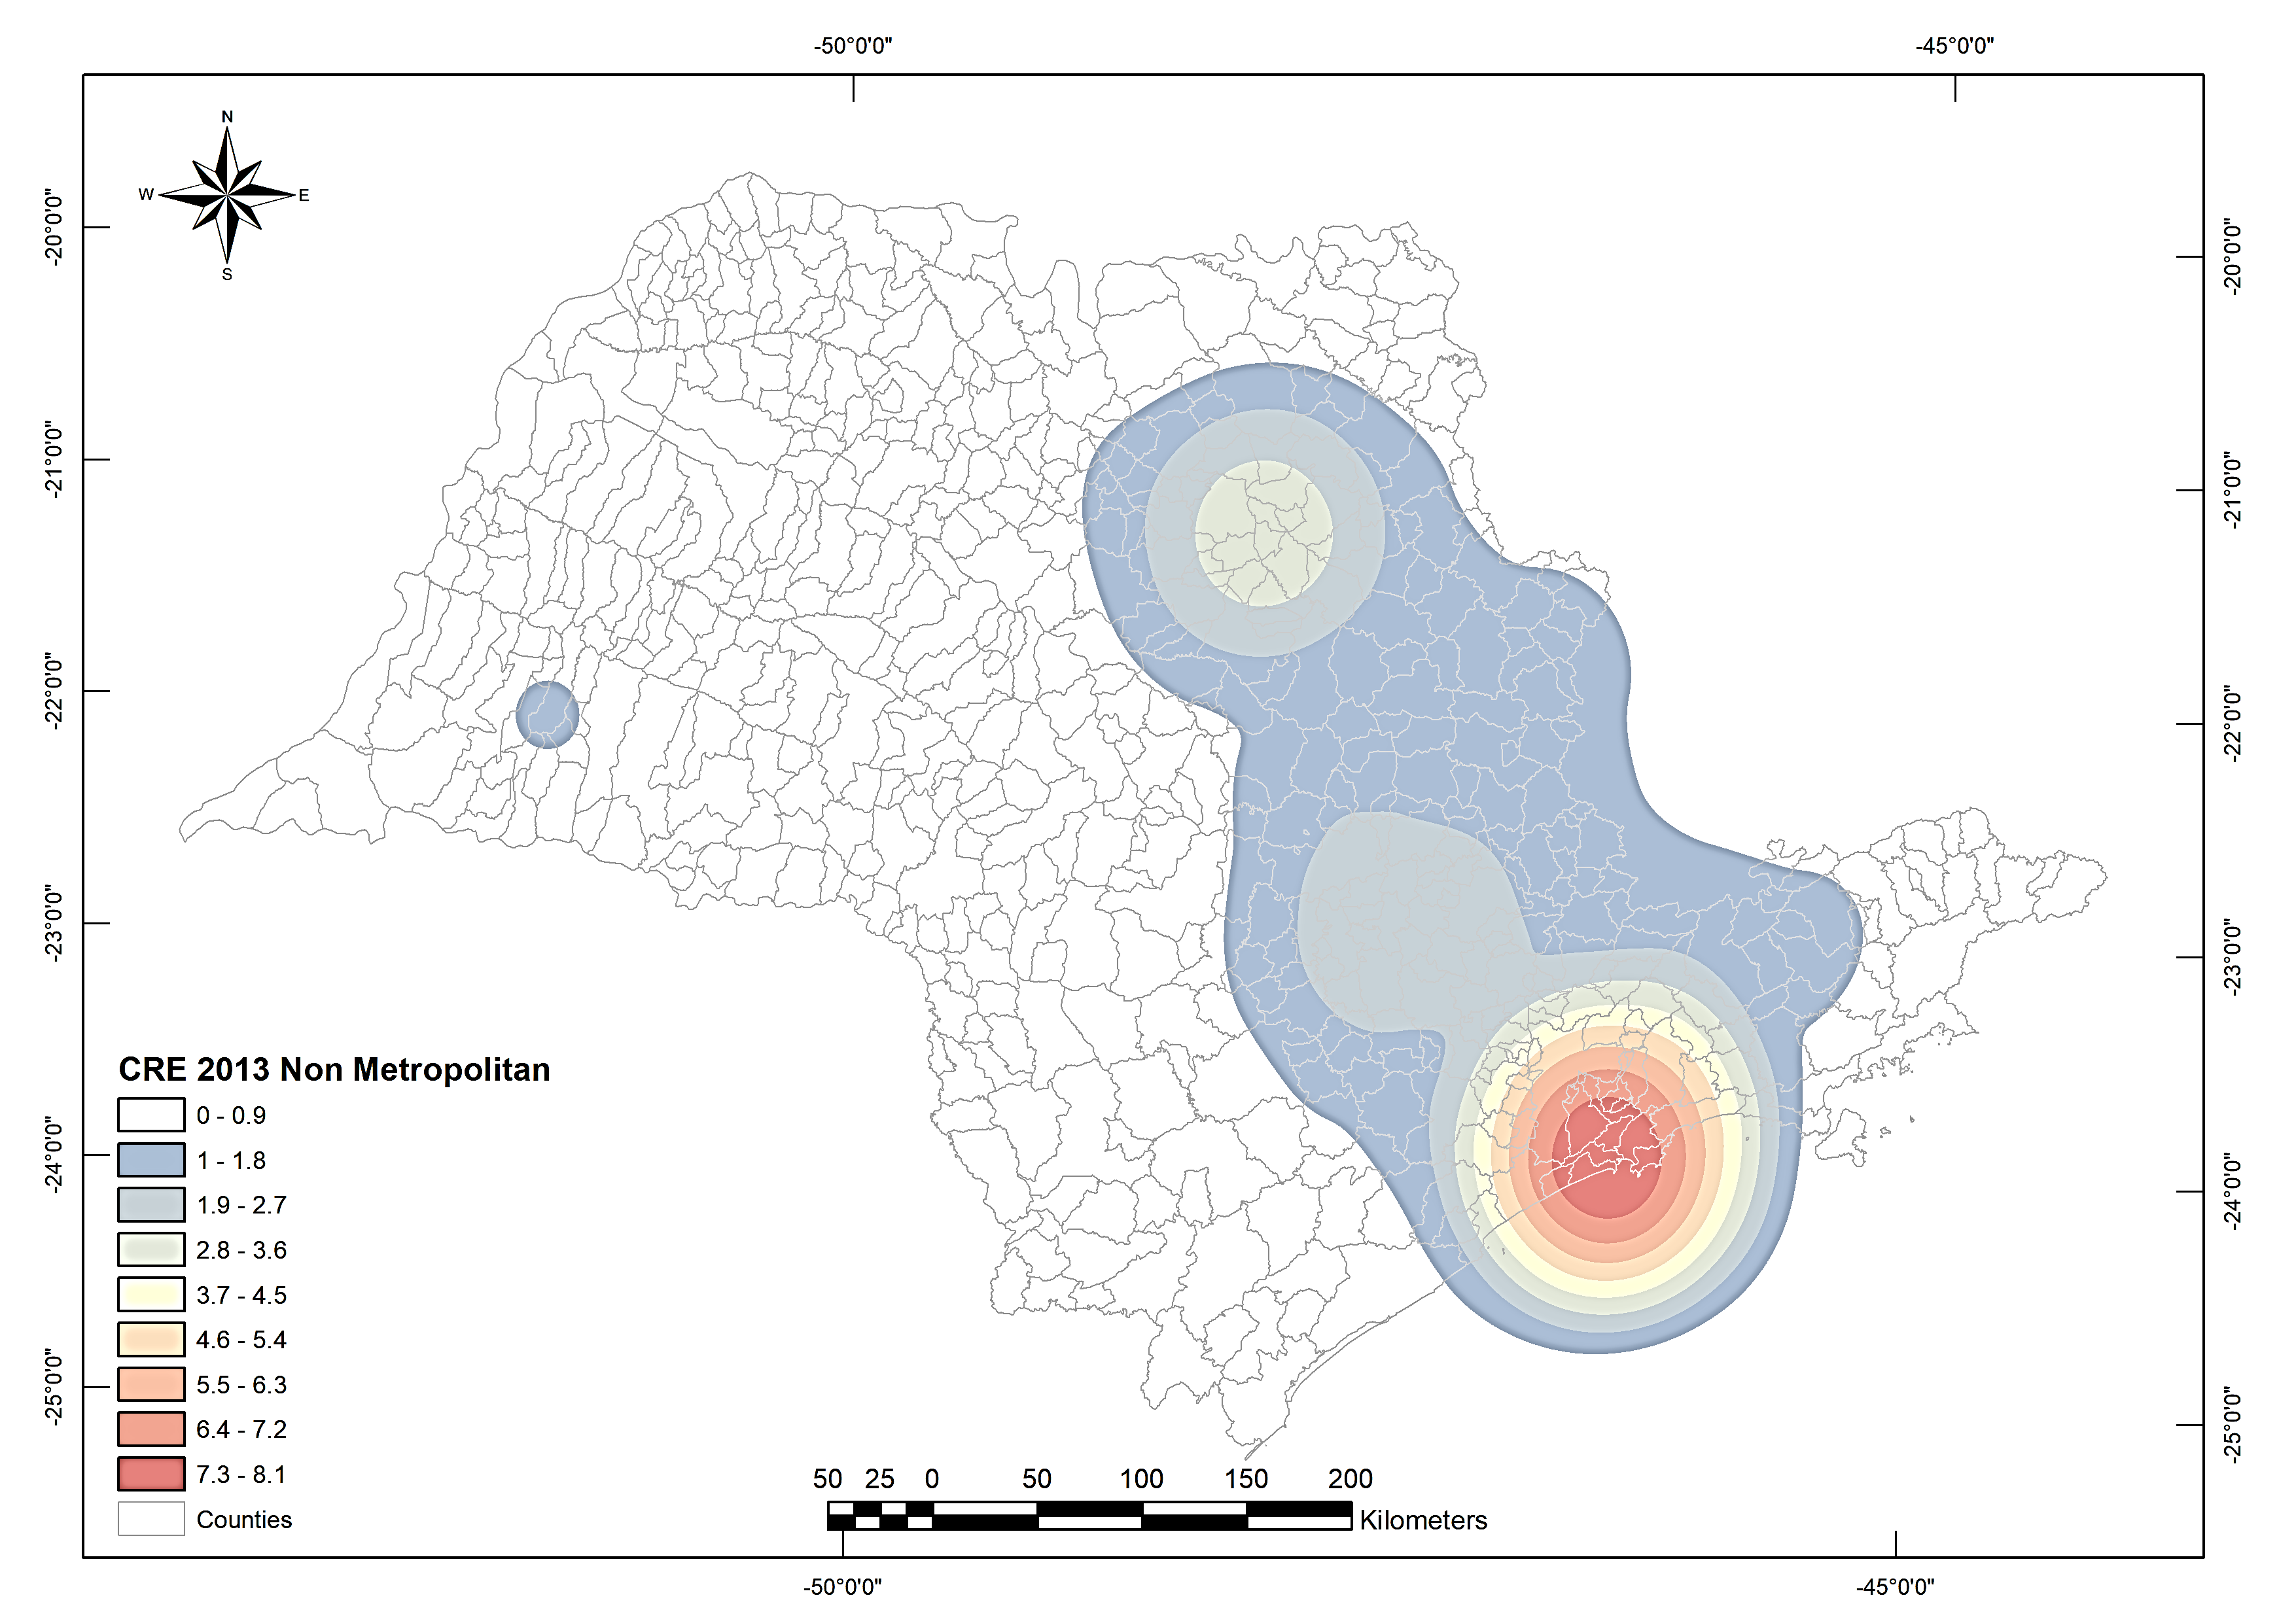 -50°0'0"
-45°0'0"
N
W
E
S
-20°0'0"
-21°0'0"
-22°0'0"
-23°0'0"
-24°0'0"
-25°0'0"
-20°0'0"
-21°0'0"
-22°0'0"
-23°0'0"
-24°0'0"
-25°0'0"
CRE 2013 Non Metropolitan
0 - 0.9
1 - 1.8
1.9 - 2.7
2.8 - 3.6
3.7 - 4.5
4.6 - 5.4
5.5 - 6.3
6.4 - 7.2
7.3 - 8.1
Counties
50 25 0 50 100 150 200
Kilometers
-50°0'0"
-45°0'0"